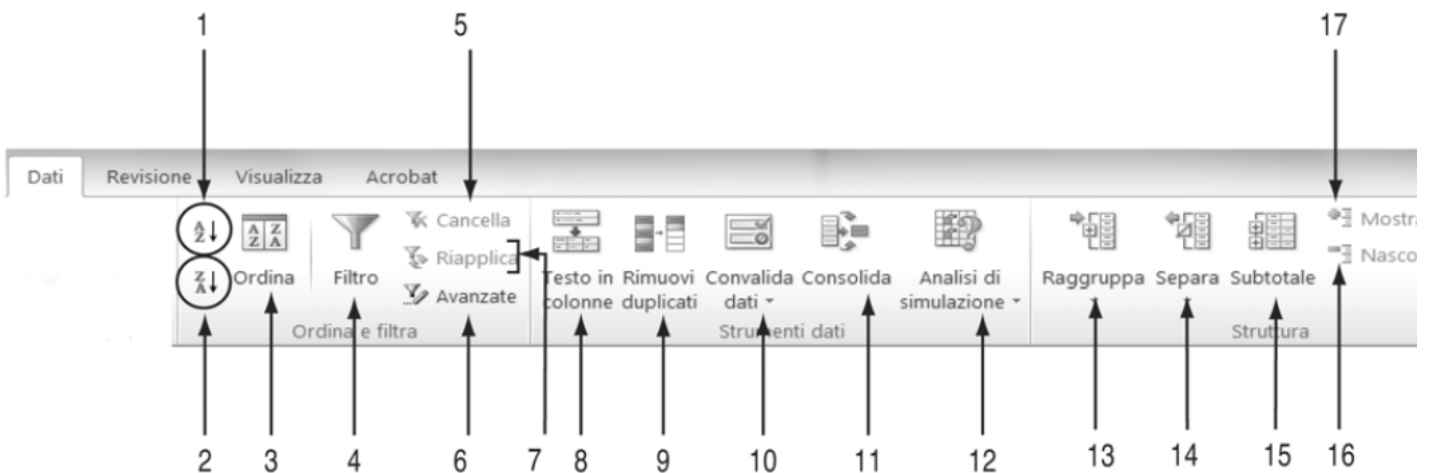 1 5 17
Dati Revisione Visualizza Acrobat
Cancella Mostra
Riapplica Nasco
Ordina Filtro Testo in Rimuovi Convalida Consolida Analisi di Raggruppa Separa Subtotale
Avanzate colonne duplicati dati simulazione
Ordina e filtra Strumenti dati Struttura
2 3 4 6 7 8 9 10 11 12 13 14 15 16